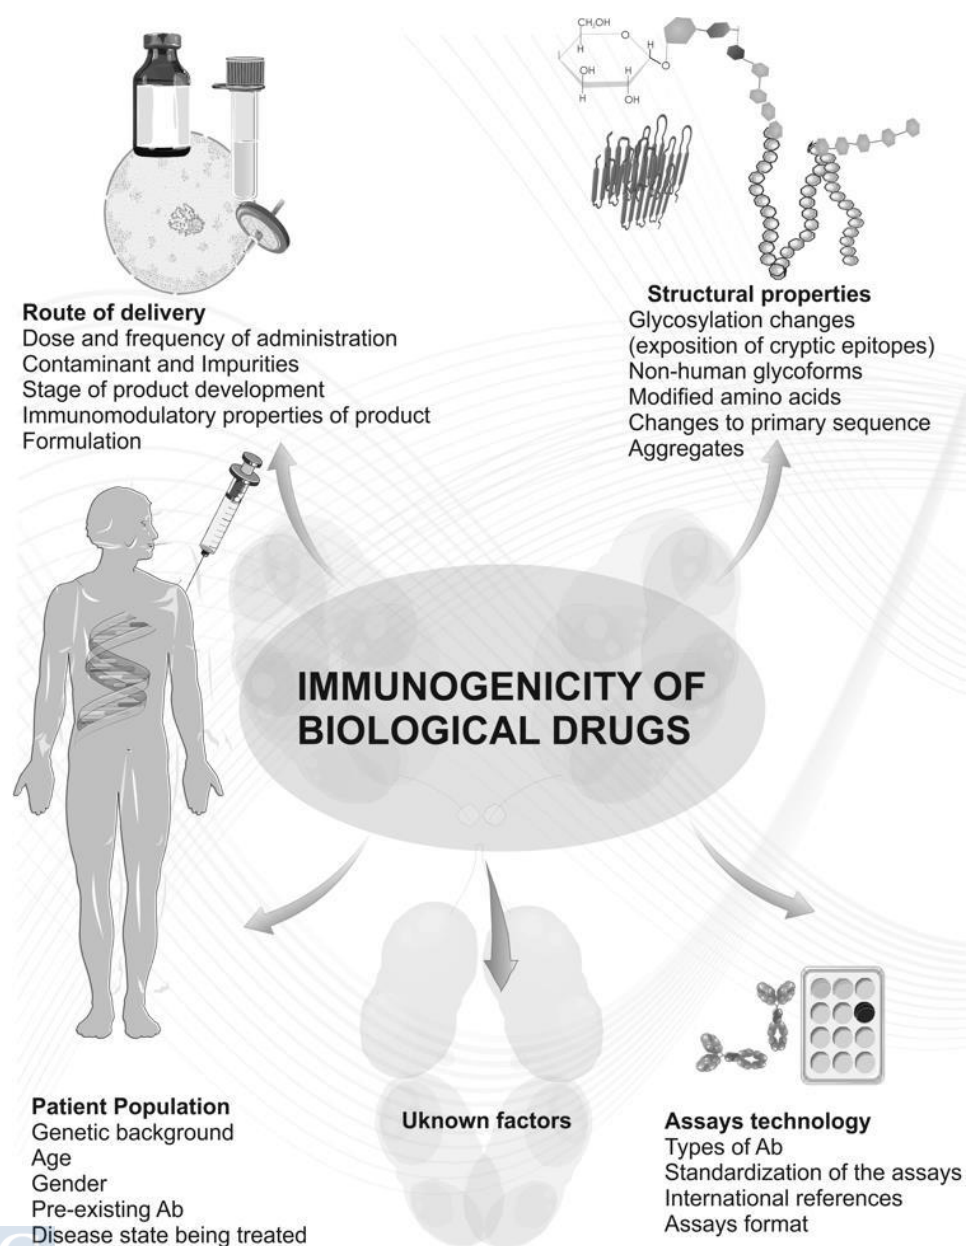 CH₂OH
O
H
H
OH
H
O
H
OH
Route of delivery
Dose and frequency of administration
Contaminant and Impurities
Stage of product development
Immunomodulatory properties of product
Formulation
Structural properties
Glycosylation changes
(exposition of cryptic epitopes)
Non-human glycoforms
Modified amino acids
Changes to primary sequence
Aggregates
IMMUNOGENICITY OF
BIOLOGICAL DRUGS
Patient Population
Genetic background
Age
Gender
Pre-existing Ab
Disease state being treated
Uknown factors
Assays technology
Types of Ab
Standardization of the assays
International references
Assays format